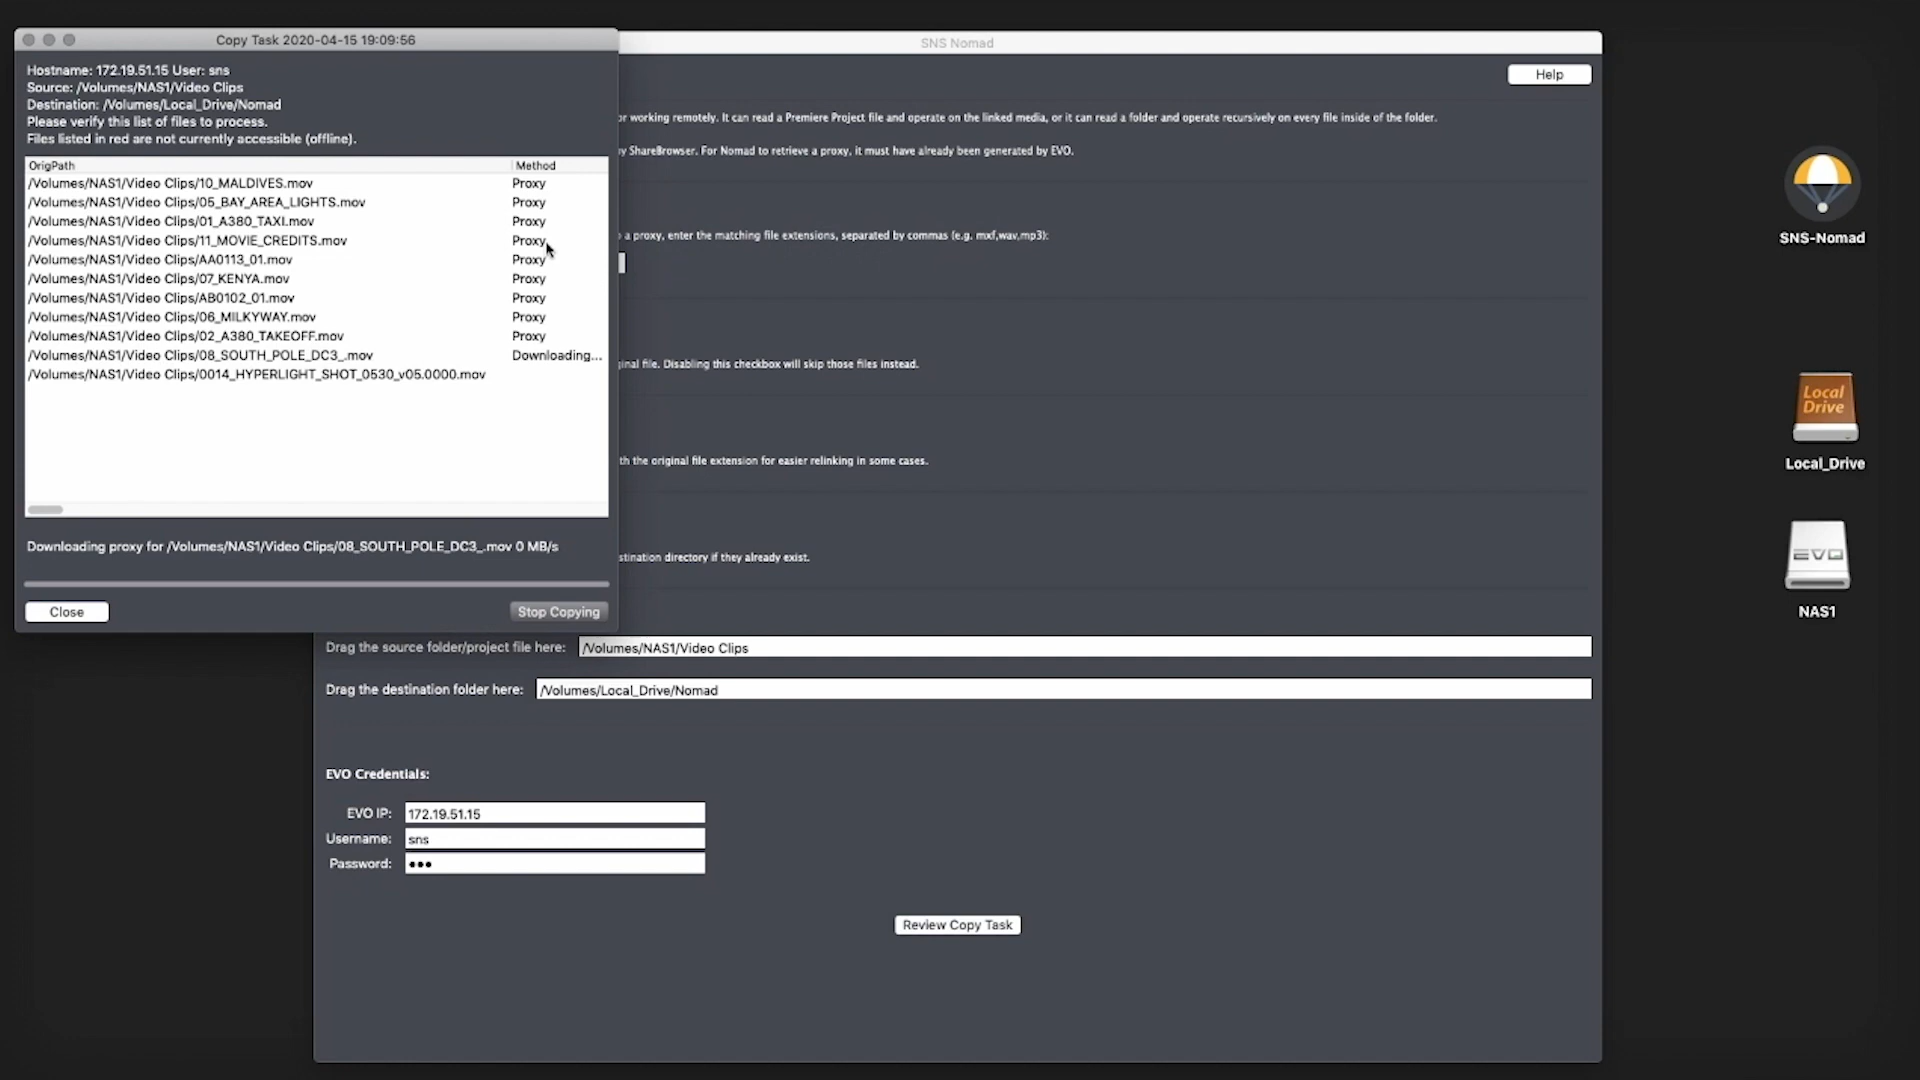 Copy Task 2020-04-15 19:09:56
Hostname: 172.19.51.15 User: sns
Source: /Volumes/NAS1/Video Clips
Destination: /Volumes/Local_Drive/Nomad
Please verify this list of files to process.
Files listed in red are not currently accessible (offline).
OrigPath Method
/Volumes/NAS1/Video Clips/10_MALDIVES.mov Proxy
/Volumes/NAS1/Video Clips/05_BAY_AREA_LIGHTS.mov Proxy
/Volumes/NAS1/Video Clips/01_A380_TAXI.mov Proxy
/Volumes/NAS1/Video Clips/11_MOVIE_CREDITS.mov Proxy
/Volumes/NAS1/Video Clips/AA0113_01.mov Proxy
/Volumes/NAS1/Video Clips/07_KENYA.mov Proxy
/Volumes/NAS1/Video Clips/AB0102_01.mov Proxy
/Volumes/NAS1/Video Clips/06_MILKYWAY.mov Proxy
/Volumes/NAS1/Video Clips/02_A380_TAKEOFF.mov Proxy
/Volumes/NAS1/Video Clips/08_SOUTH_POLE_DC3_.mov Downloading...
/Volumes/NAS1/Video Clips/0014_HYPERLIGHT_SHOT_0530_v05.0000.mov
Downloading proxy for /Volumes/NAS1/Video Clips/08_SOUTH_POLE_DC3_.mov 0 MB/s
Close Stop Copying
SNS Nomad
Help
or working remotely. It can read a Premiere Project file and operate on the linked media, or it can read a folder and operate recursively on every file inside of the folder.
y ShareBrowser. For Nomad to retrieve a proxy, it must have already been generated by EVO.
a proxy, enter the matching file extensions, separated by commas (e.g. mxf,wav,mp3):
ginal file. Disabling this checkbox will skip those files instead.
th the original file extension for easier relinking in some cases.
stination directory if they already exist.
Drag the source folder/project file here: /Volumes/NAS1/Video Clips
Drag the destination folder here: /Volumes/Local_Drive/Nomad
EVO Credentials:
EVO IP: 172.19.51.15
Username: sns
Password: •••
Review Copy Task
SNS-Nomad
Local
Drive
Local_Drive
EVO
NAS1